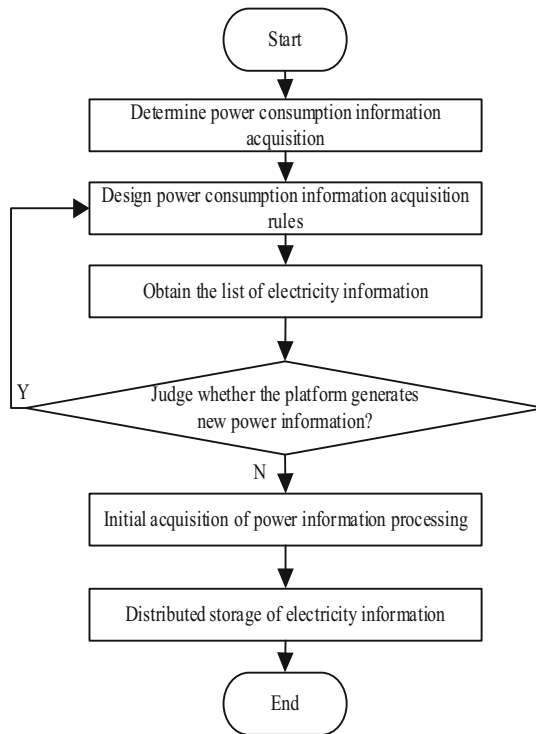 Start
Determine power consumption information
acquisition
Design power consumption information acquisition
rules
Obtain the list of electricity information
Y
Judge whether the platform generates
new power information?
N
Initial acquisition of power information processing
Distributed storage of electricity information
End